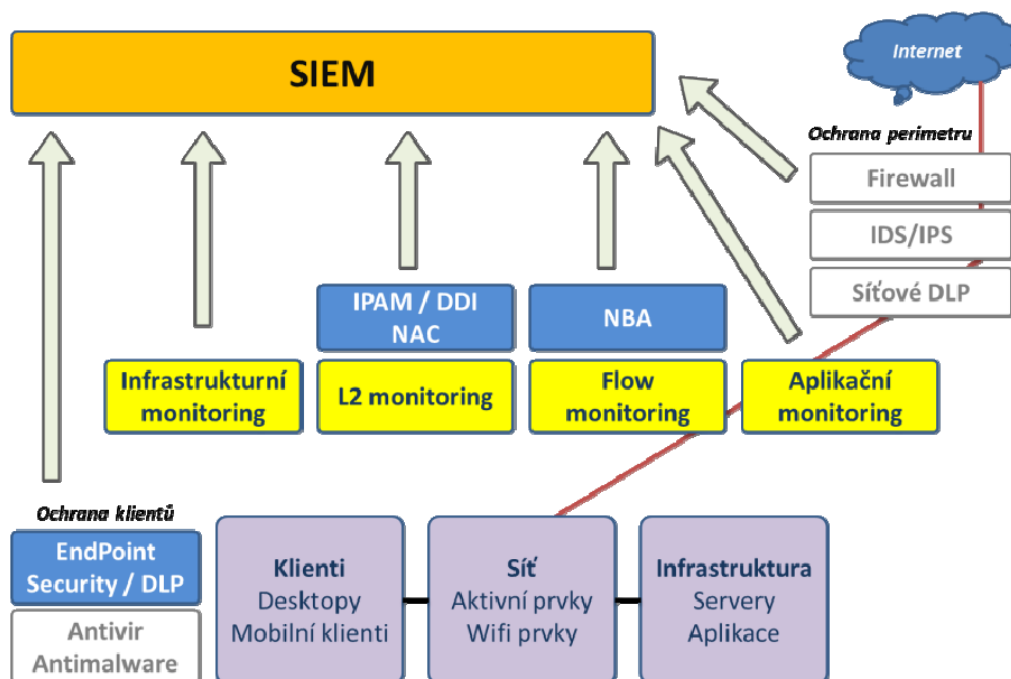 SIEM
Internet
Ochrana perimetru
Firewall
IDS/IPS
Síťové DLP
IPAM / DDI
NAC
NBA
Infrastrukturní
monitoring
L2 monitoring
Flow
monitoring
Aplikační
monitoring
Ochrana klientů
EndPoint
Security / DLP
Antivir
Antimalware
Klienti
Desktopy
Mobilní klienti
Síť
Aktivní prvky
Wifi prvky
Infrastruktura
Servery
Aplikace